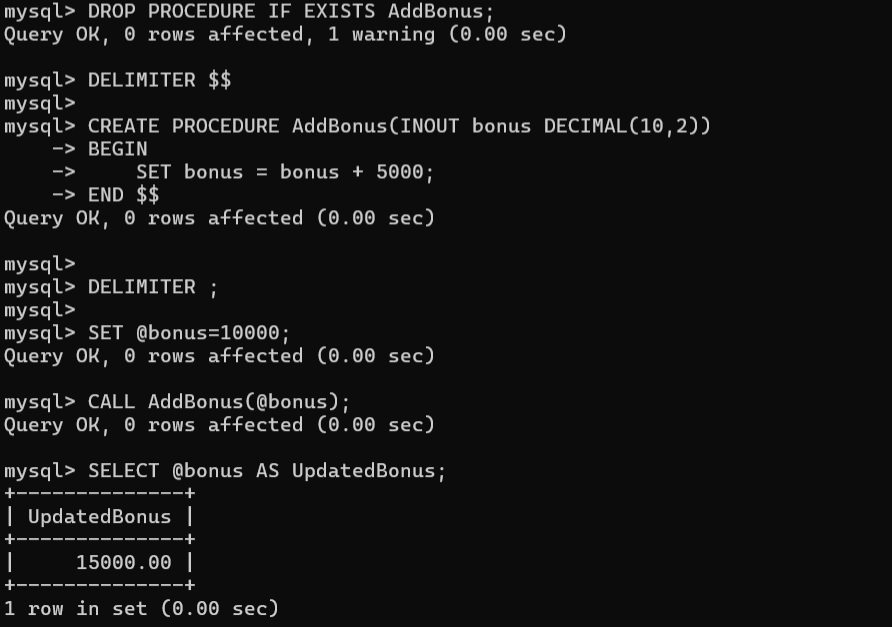 mysql> DROP PROCEDURE IF EXISTS AddBonus;
Query OK, 0 rows affected, 1 warning (0.00 sec)
mysql> DELIMITER $$
mysql>
mysql> CREATE PROCEDURE AddBonus(INOUT bonus DECIMAL(10,2))
    -> BEGIN
    ->     SET bonus = bonus + 5000;
    -> END $$
Query OK, 0 rows affected (0.00 sec)
mysql>
mysql> DELIMITER ;
mysql>
mysql> SET @bonus=10000;
Query OK, 0 rows affected (0.00 sec)
mysql> CALL AddBonus(@bonus);
Query OK, 0 rows affected (0.00 sec)
mysql> SELECT @bonus AS UpdatedBonus;
+--------------+
| UpdatedBonus |
+--------------+
|     15000.00 |
+--------------+
1 row in set (0.00 sec)